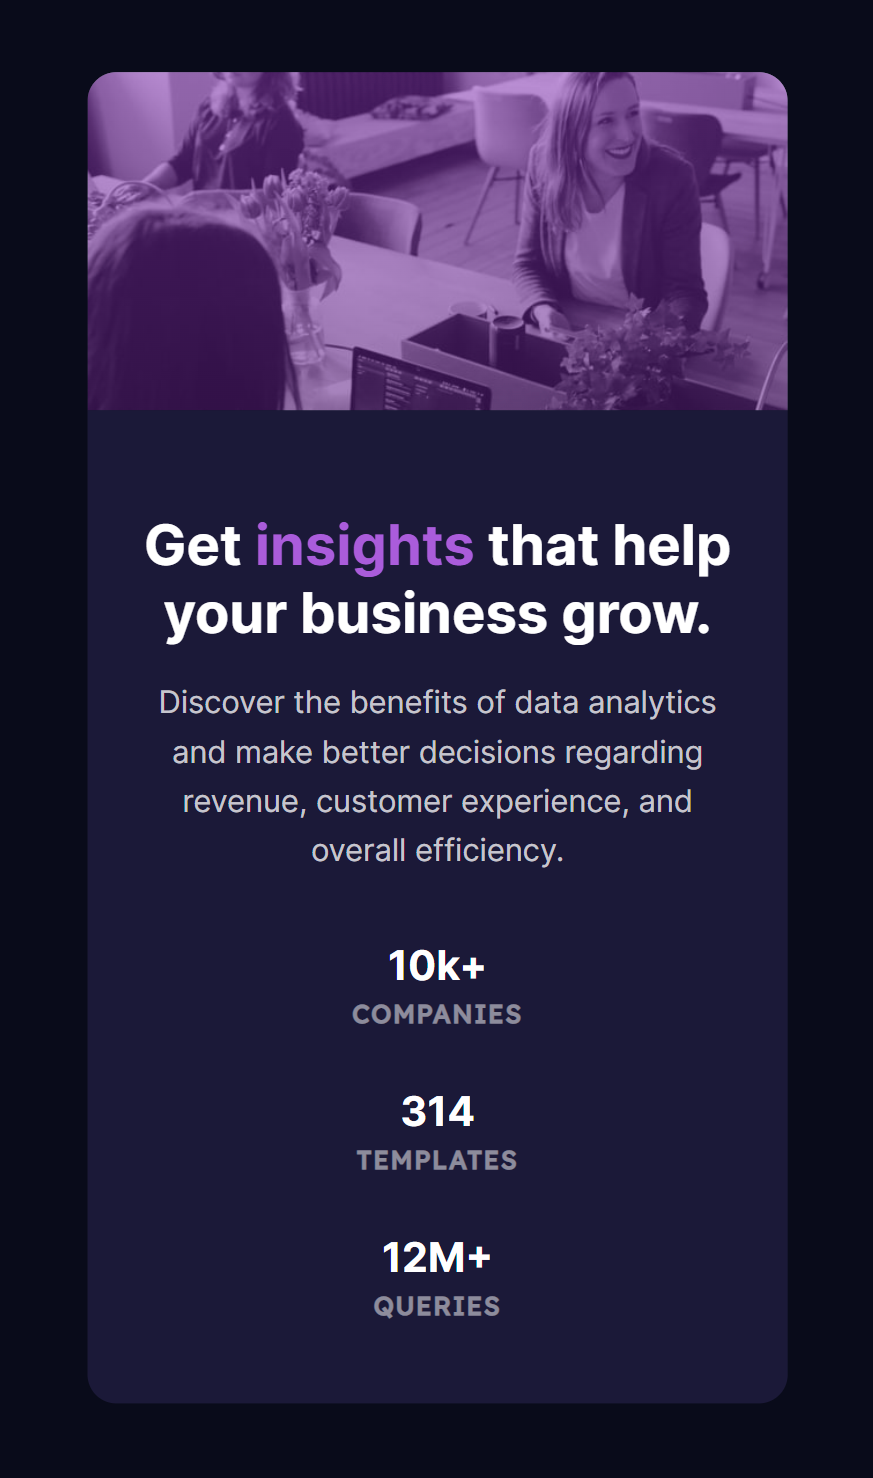 Get insights that help
your business grow.
Discover the benefits of data analytics
and make better decisions regarding
revenue, customer experience, and
overall efficiency.
10k+
COMPANIES
314
TEMPLATES
12M+
QUERIES